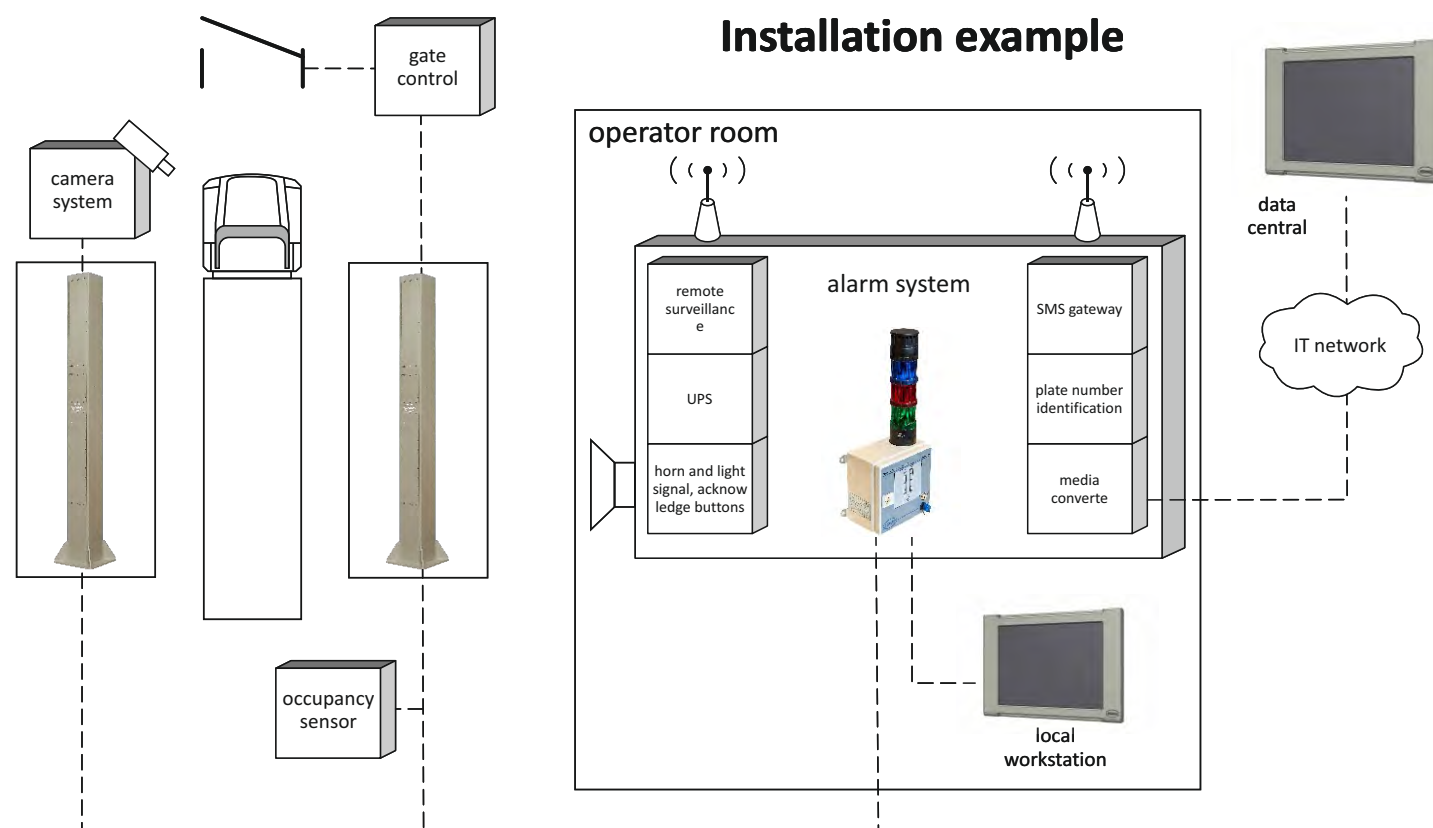 Installation example
gate
control
camera
system
operator room
data
central
remote
surveillanc
e
alarm system
SMS gateway
IT network
UPS
plate number
identification
horn and light
signal, acknow
ledge buttons
media
converte
occupancy
sensor
local
workstation